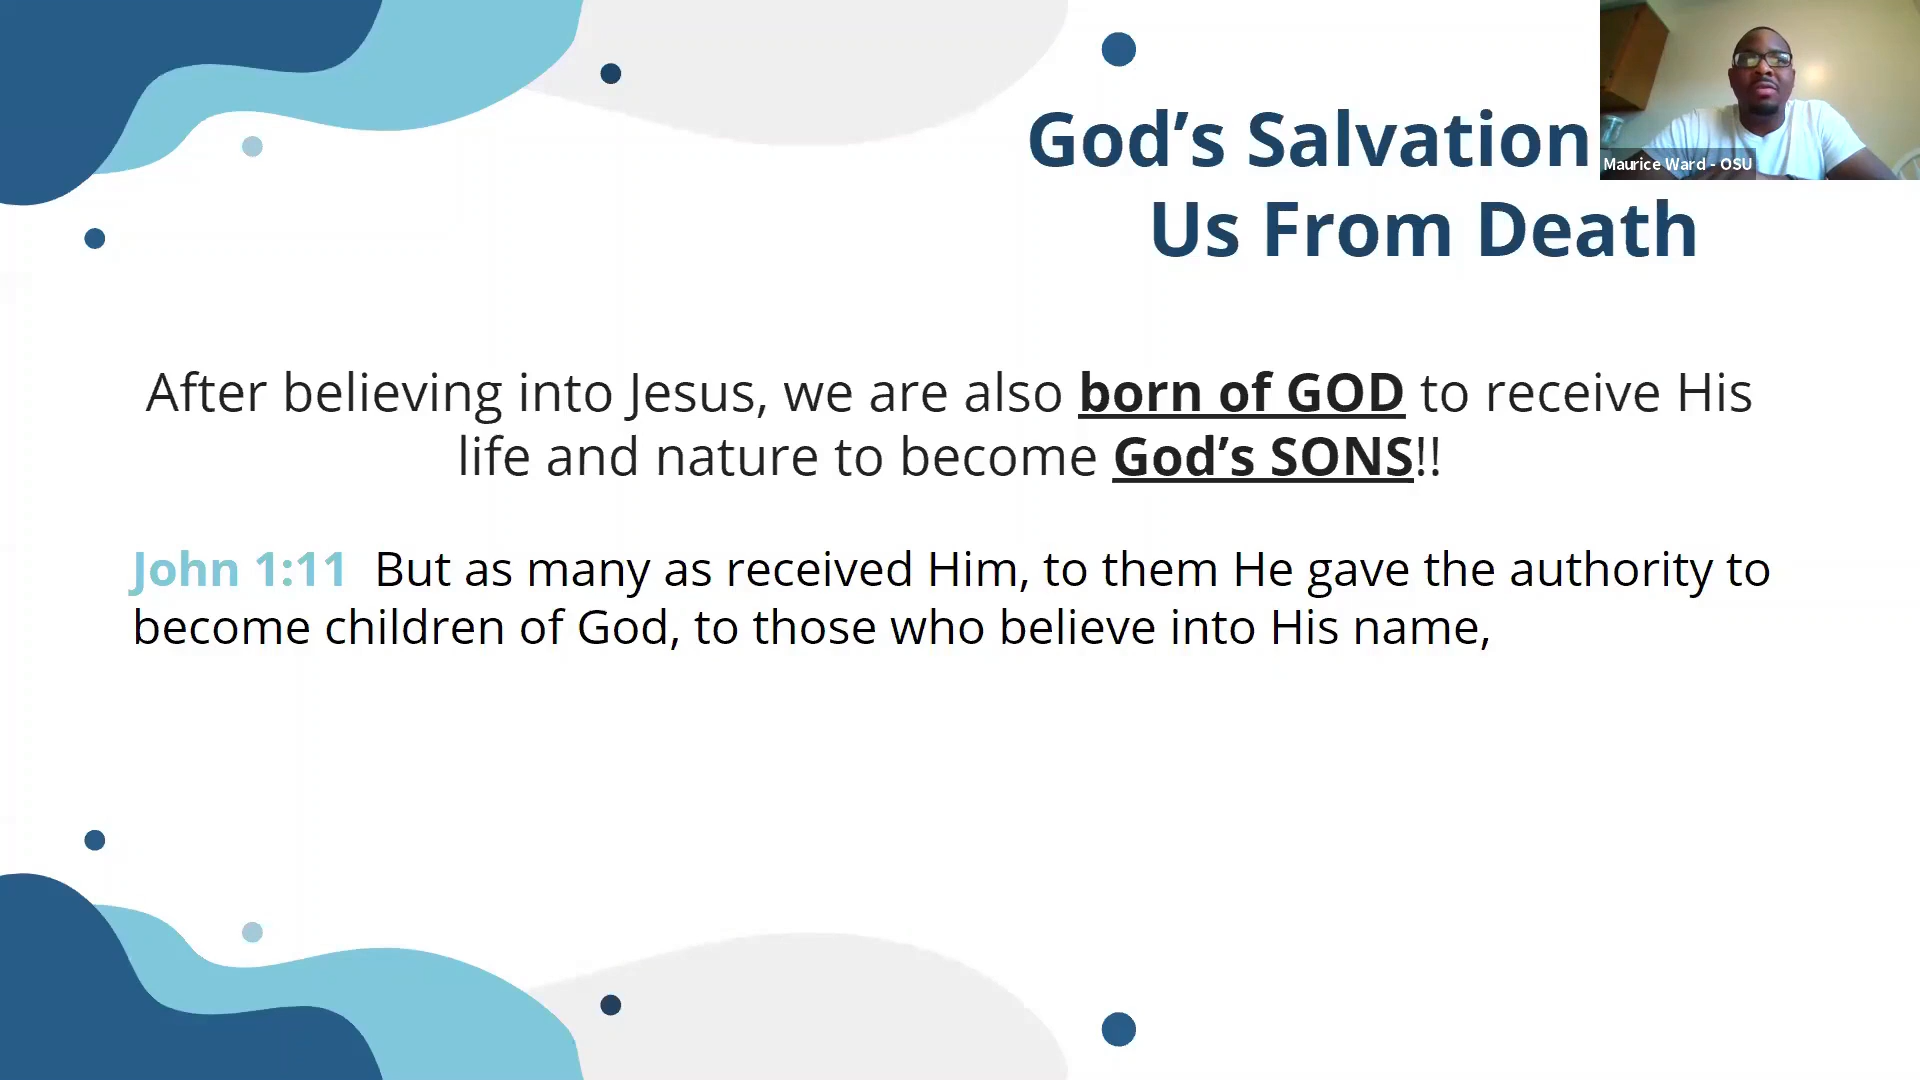 God’s Salvation
Us From Death
Maurice Ward - OSU
After believing into Jesus, we are also born of GOD to receive His
life and nature to become God’s SONS!!
John 1:11 But as many as received Him, to them He gave the authority to
become children of God, to those who believe into His name,